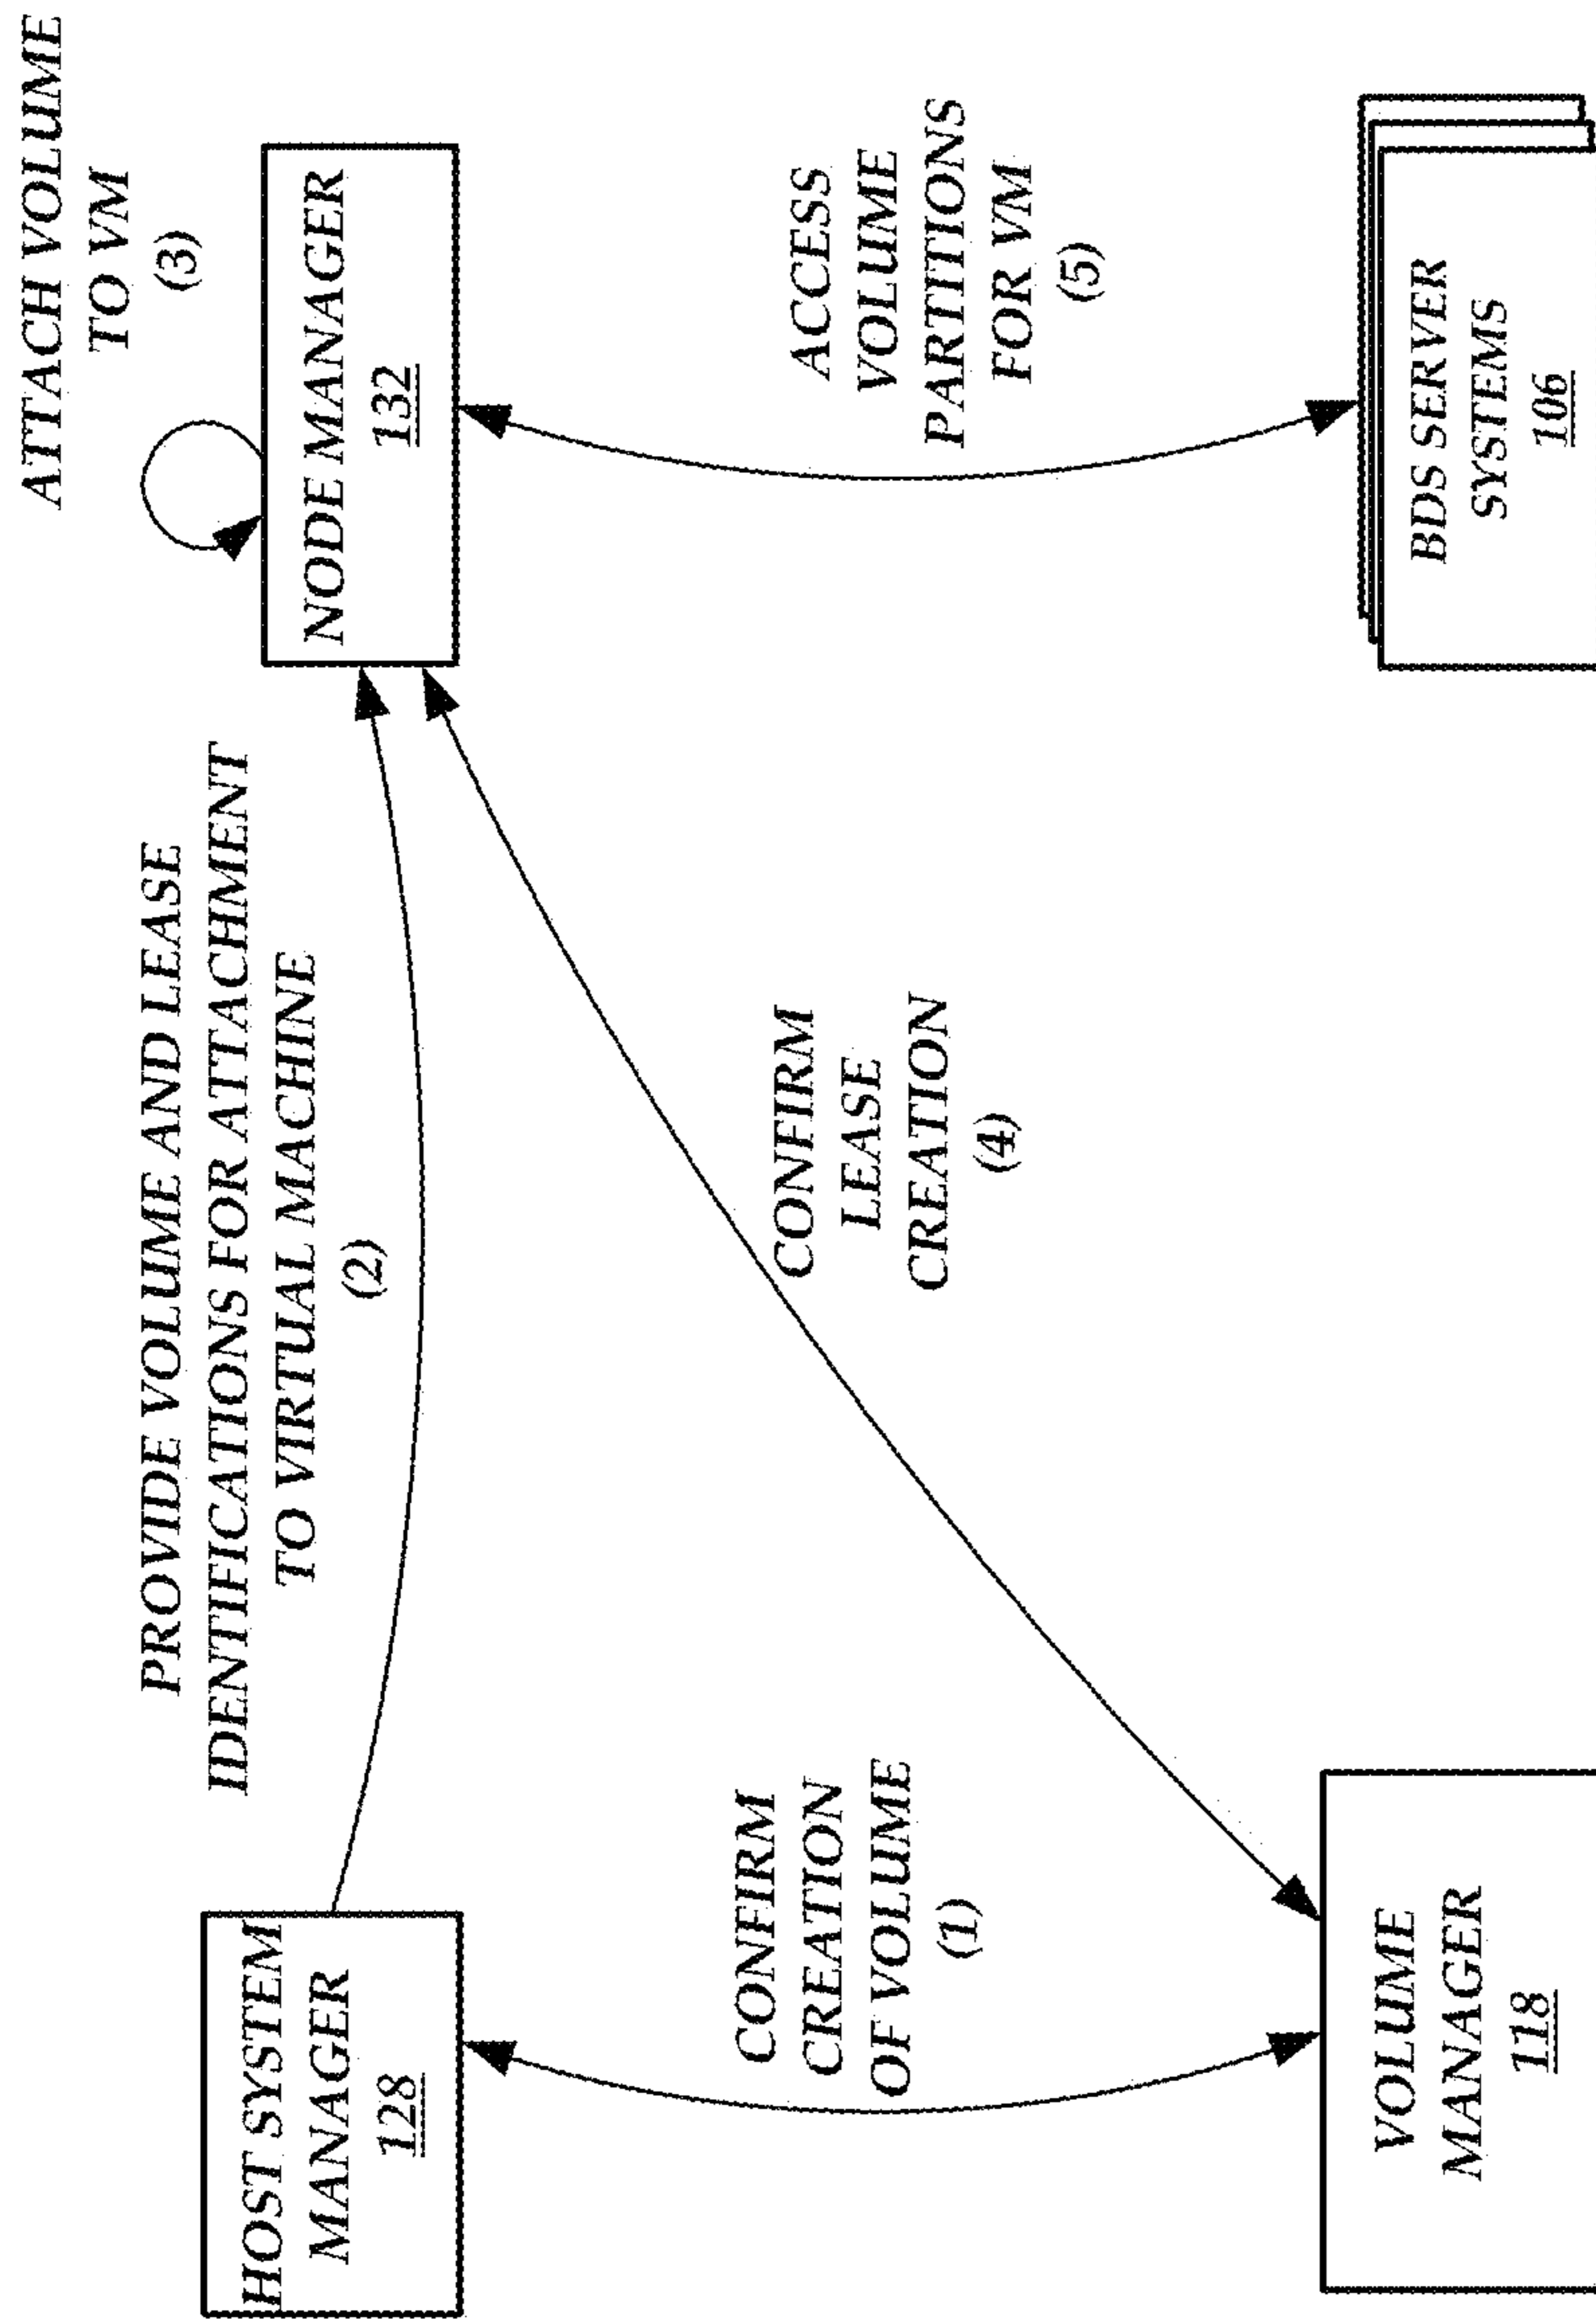 ATTACH VOLUME
TO VM
(3)
PROVIDE VOLUME AND LEASE
IDENTIFICATIONS FOR ATTACHMENT
TO VIRTUAL MACHINE
(2)
HOST SYSTEM
MANAGER
128
NODE MANAGER
132
CONFIRM
CREATION
OF VOLUME
(1)
CONFIRM
LEASE
CREATION
(4)
ACCESS
VOLUME
PARTITIONS
FOR VM
(5)
VOLUME
MANAGER
118
BDS SERVER
SYSTEMS
106